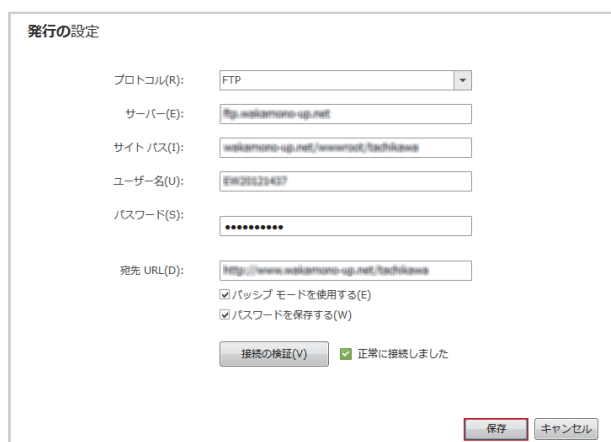 発行の設定
プロトコル(R): FTP
サーバー(E):
サイト パス(I):
ユーザー名(U):
パスワード(S): ●●●●●●●●●●
宛先 URL(D):
パッシブ モードを使用する(E)
パスワードを保存する(W)
接続の検証(V) 正常に接続しました
保存 キャンセル